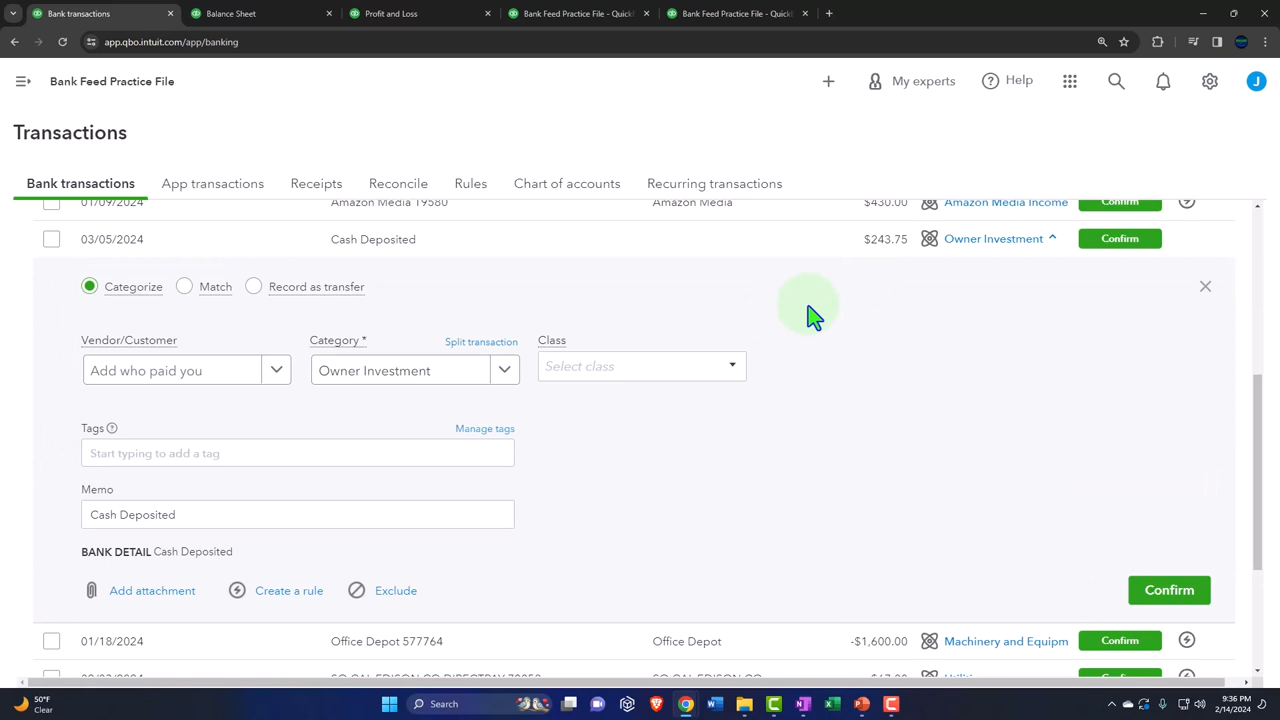 Bank transactions
Balance Sheet
Profit and Loss
Bank Feed Practice File - QuickB
Bank Feed Practice File - QuickB
app.qbo.intuit.com/app/banking
Bank Feed Practice File
My experts
Help
J
Transactions
Bank transactions App transactions Receipts Reconcile Rules Chart of accounts Recurring transactions
01/09/2024 Amazon Media 19580 Amazon Media $430.00 Amazon Media Income Confirm
03/05/2024 Cash Deposited $243.75 Owner Investment Confirm
Categorize Match Record as transfer
Vendor/Customer Category * Split transaction Class
Add who paid you Owner Investment Select class
Tags Manage tags
Start typing to add a tag
Memo
Cash Deposited
BANK DETAIL Cash Deposited
Add attachment Create a rule Exclude Confirm
01/18/2024 Office Depot 577764 Office Depot -$1,600.00 Machinery and Equipm Confirm
50°F
Clear
Search
9:36 PM
2/14/2024